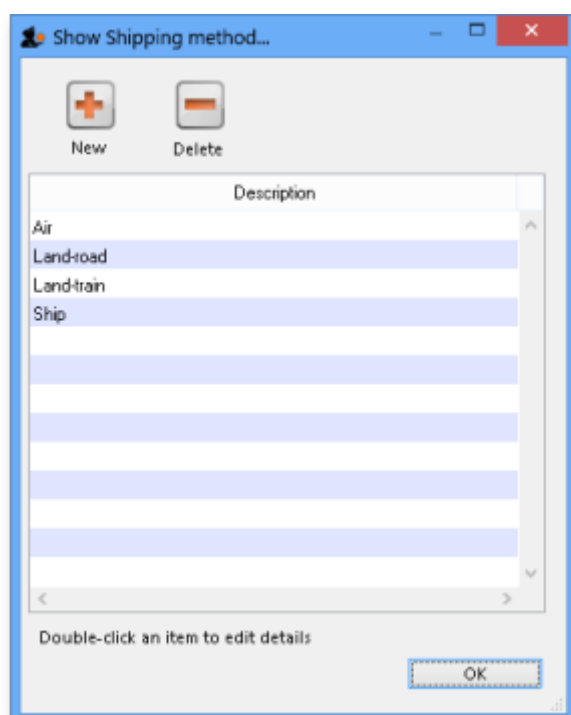 Show Shipping method...
New Delete
Description
Air
Land-road
Land-train
Ship
Double-click an item to edit details
OK